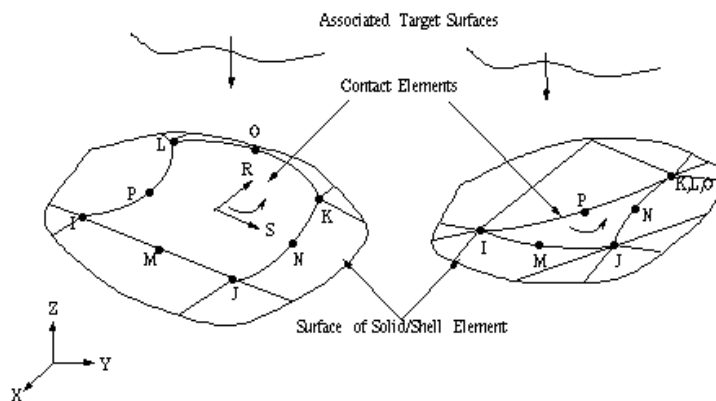 Associated Target Surfaces
Contact Elements
O
L
R
P
K
S
I
M
N
J
K,L,O
P
N
I
M
J
Surface of Solid/Shell Element
Z
Y
X